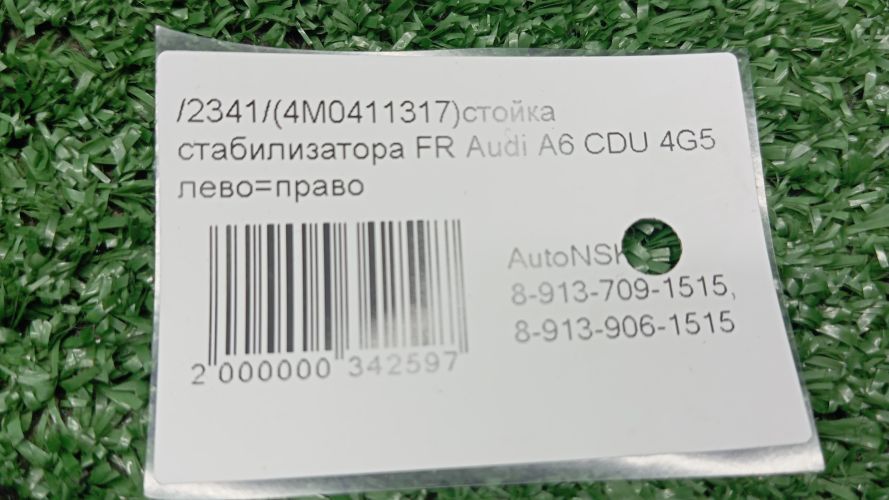 /2341/(4M0411317)стойка
стабилизатора FR Audi A6 CDU 4G5
лево=право
AutoNSK
8-913-709-1515,
8-913-906-1515
2 000000 342597